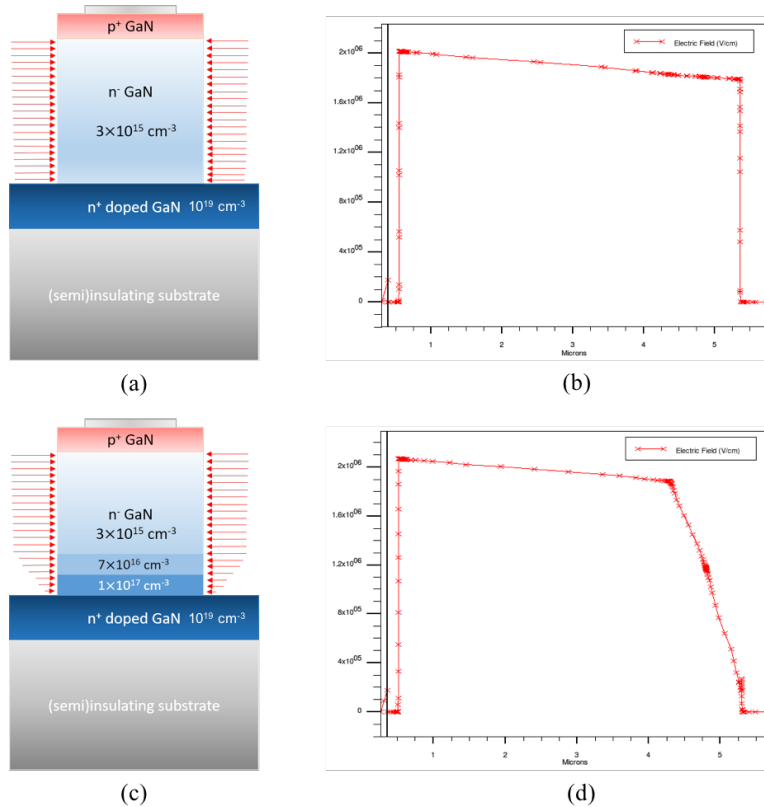 p⁺ GaN
n⁻ GaN
3×10¹⁵ cm⁻³
n⁺ doped GaN 10¹⁹ cm⁻³
(semi)insulating substrate
(a)
Electric Field (V/cm)
2x10⁰⁶
1.6x10⁰⁶
1.2x10⁰⁶
8x10⁰⁵
4x10⁰⁵
0
1 2 3 4 5
Microns
(b)
p⁺ GaN
n⁻ GaN
3×10¹⁵ cm⁻³
7×10¹⁶ cm⁻³
1×10¹⁷ cm⁻³
n⁺ doped GaN 10¹⁹ cm⁻³
(semi)insulating substrate
(c)
Electric Field (V/cm)
2x10⁰⁶
1.6x10⁰⁶
1.2x10⁰⁶
8x10⁰⁵
4x10⁰⁵
0
1 2 3 4 5
Microns
(d)